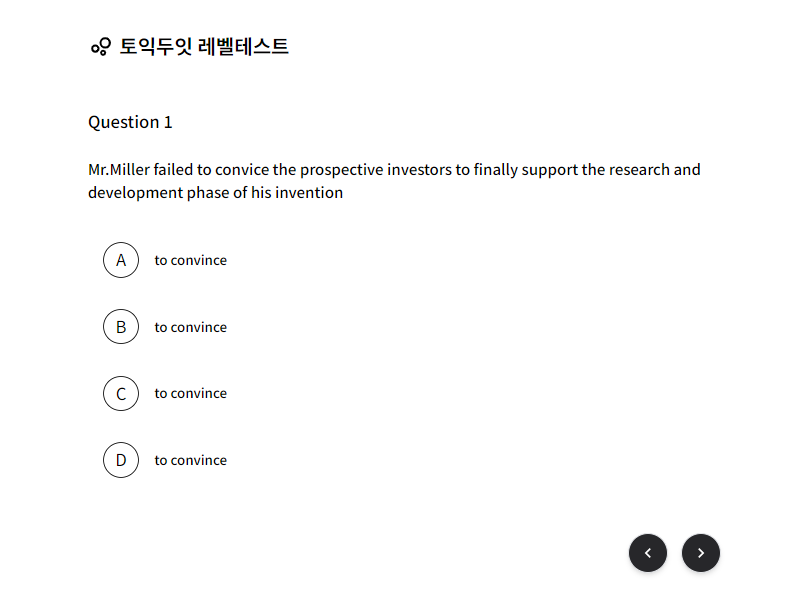 토익두잇 레벨테스트
Question 1
Mr.Miller failed to convice the prospective investors to finally support the research and
development phase of his invention
A to convince
B to convince
C to convince
D to convince